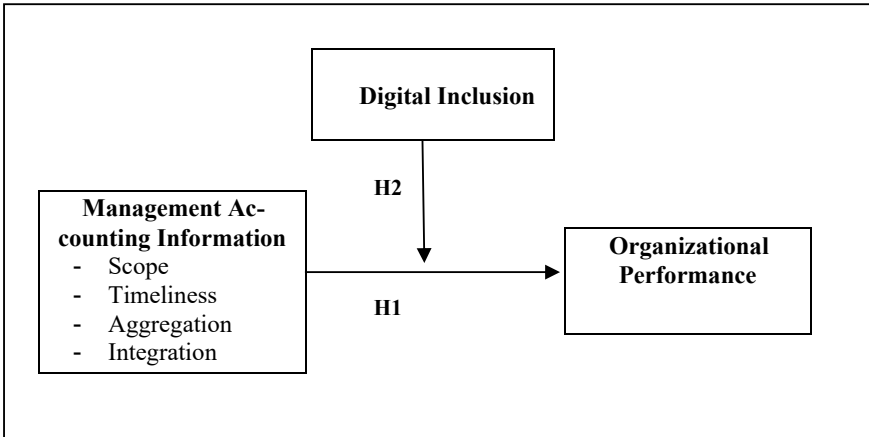 Digital Inclusion
H2
Management Ac-
counting Information
- Scope
- Timeliness
- Aggregation
- Integration
H1
Organizational
Performance